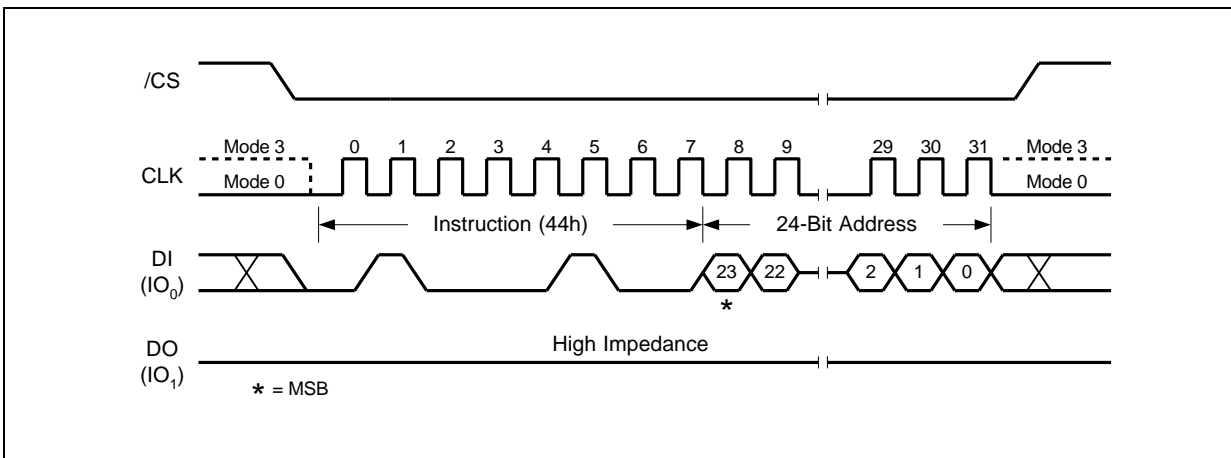 /CS
Mode 3 0 1 2 3 4 5 6 7 8 9 29 30 31 Mode 3
CLK
Mode 0 Mode 0
Instruction (44h) 24-Bit Address
DI
(IO0)
23 22 2 1 0
*
High Impedance
DO
(IO1)
* = MSB